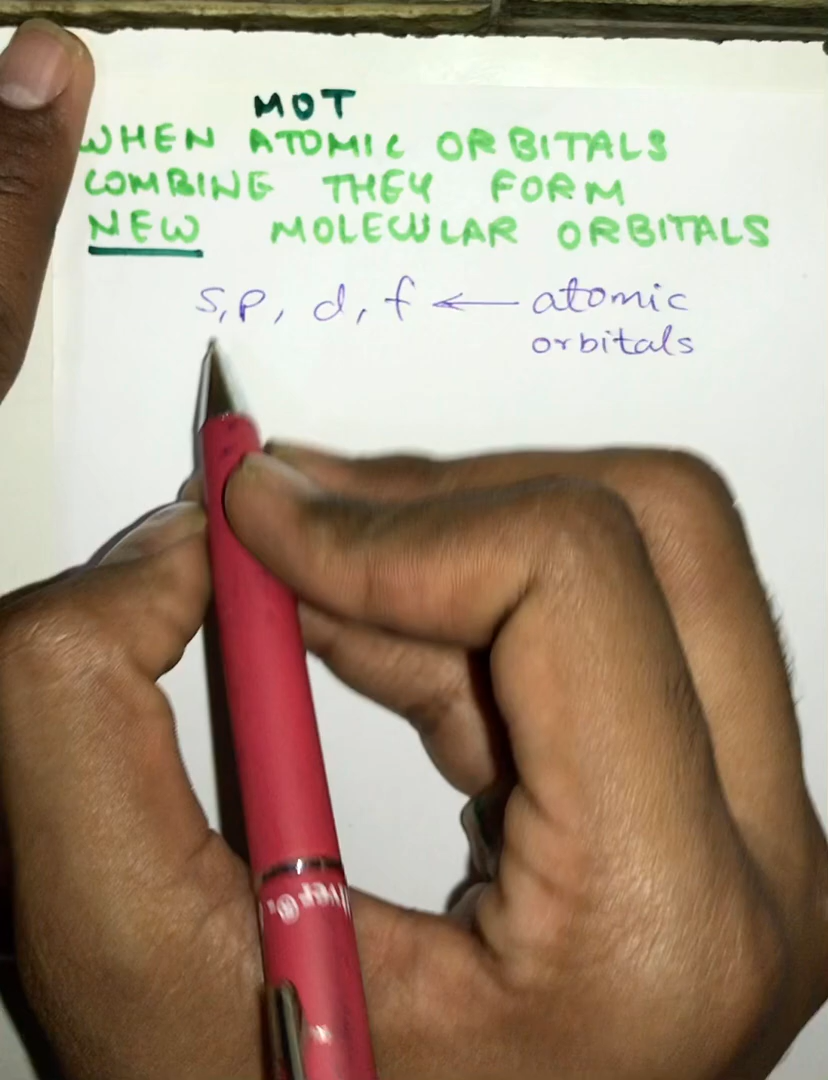 MOT
WHEN ATOMIC ORBITALS
COMBINE THEY FORM
NEW MOLECULAR ORBITALS
s, p, d, f ← atomic
orbitals